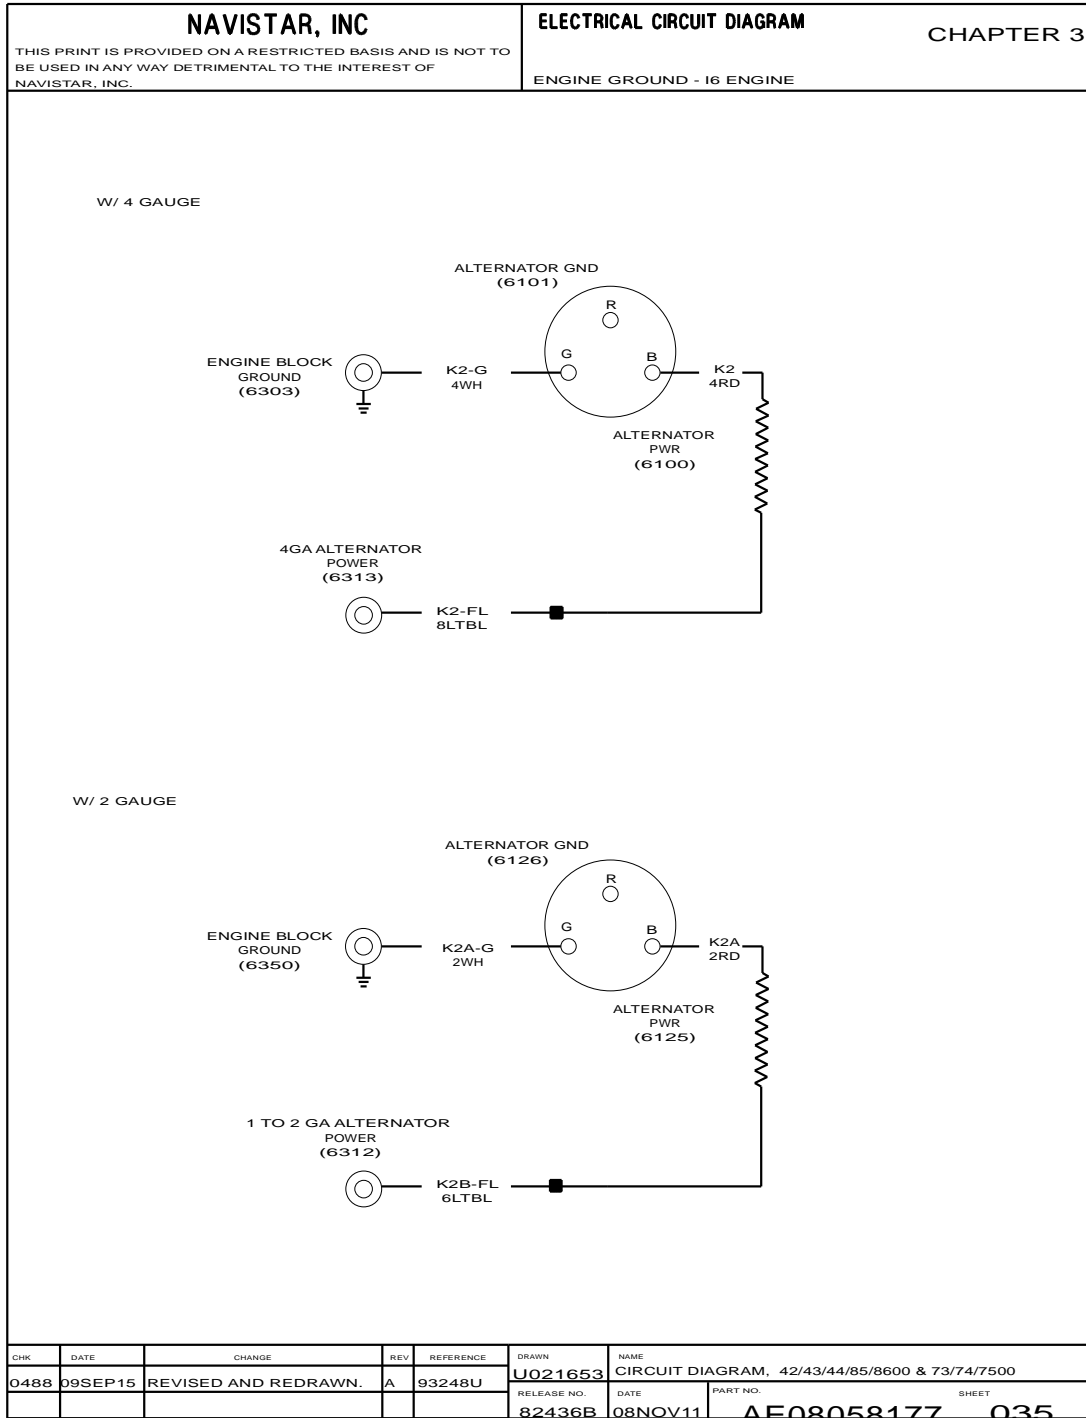 NAVISTAR, INC
THIS PRINT IS PROVIDED ON A RESTRICTED BASIS AND IS NOT TO
BE USED IN ANY WAY DETRIMENTAL TO THE INTEREST OF
NAVISTAR, INC.
ELECTRICAL CIRCUIT DIAGRAM
CHAPTER 3
ENGINE GROUND - I6 ENGINE
W/ 4 GAUGE
ALTERNATOR GND
(6101)
R
G
B
ENGINE BLOCK
GROUND
(6303)
K2-G
4WH
K2
4RD
ALTERNATOR
PWR
(6100)
4GA ALTERNATOR
POWER
(6313)
K2-FL
8LTBL
W/ 2 GAUGE
ALTERNATOR GND
(6126)
R
G
B
ENGINE BLOCK
GROUND
(6350)
K2A-G
2WH
K2A
2RD
ALTERNATOR
PWR
(6125)
1 TO 2 GA ALTERNATOR
POWER
(6312)
K2B-FL
6LTBL
CHK DATE CHANGE REV REFERENCE
0488 09SEP15 REVISED AND REDRAWN. A 93248U
DRAWN
U021653
NAME
CIRCUIT DIAGRAM, 42/43/44/85/8600 & 73/74/7500
RELEASE NO.
82436B
DATE
08NOV11
PART NO.
AE08058177
SHEET
035